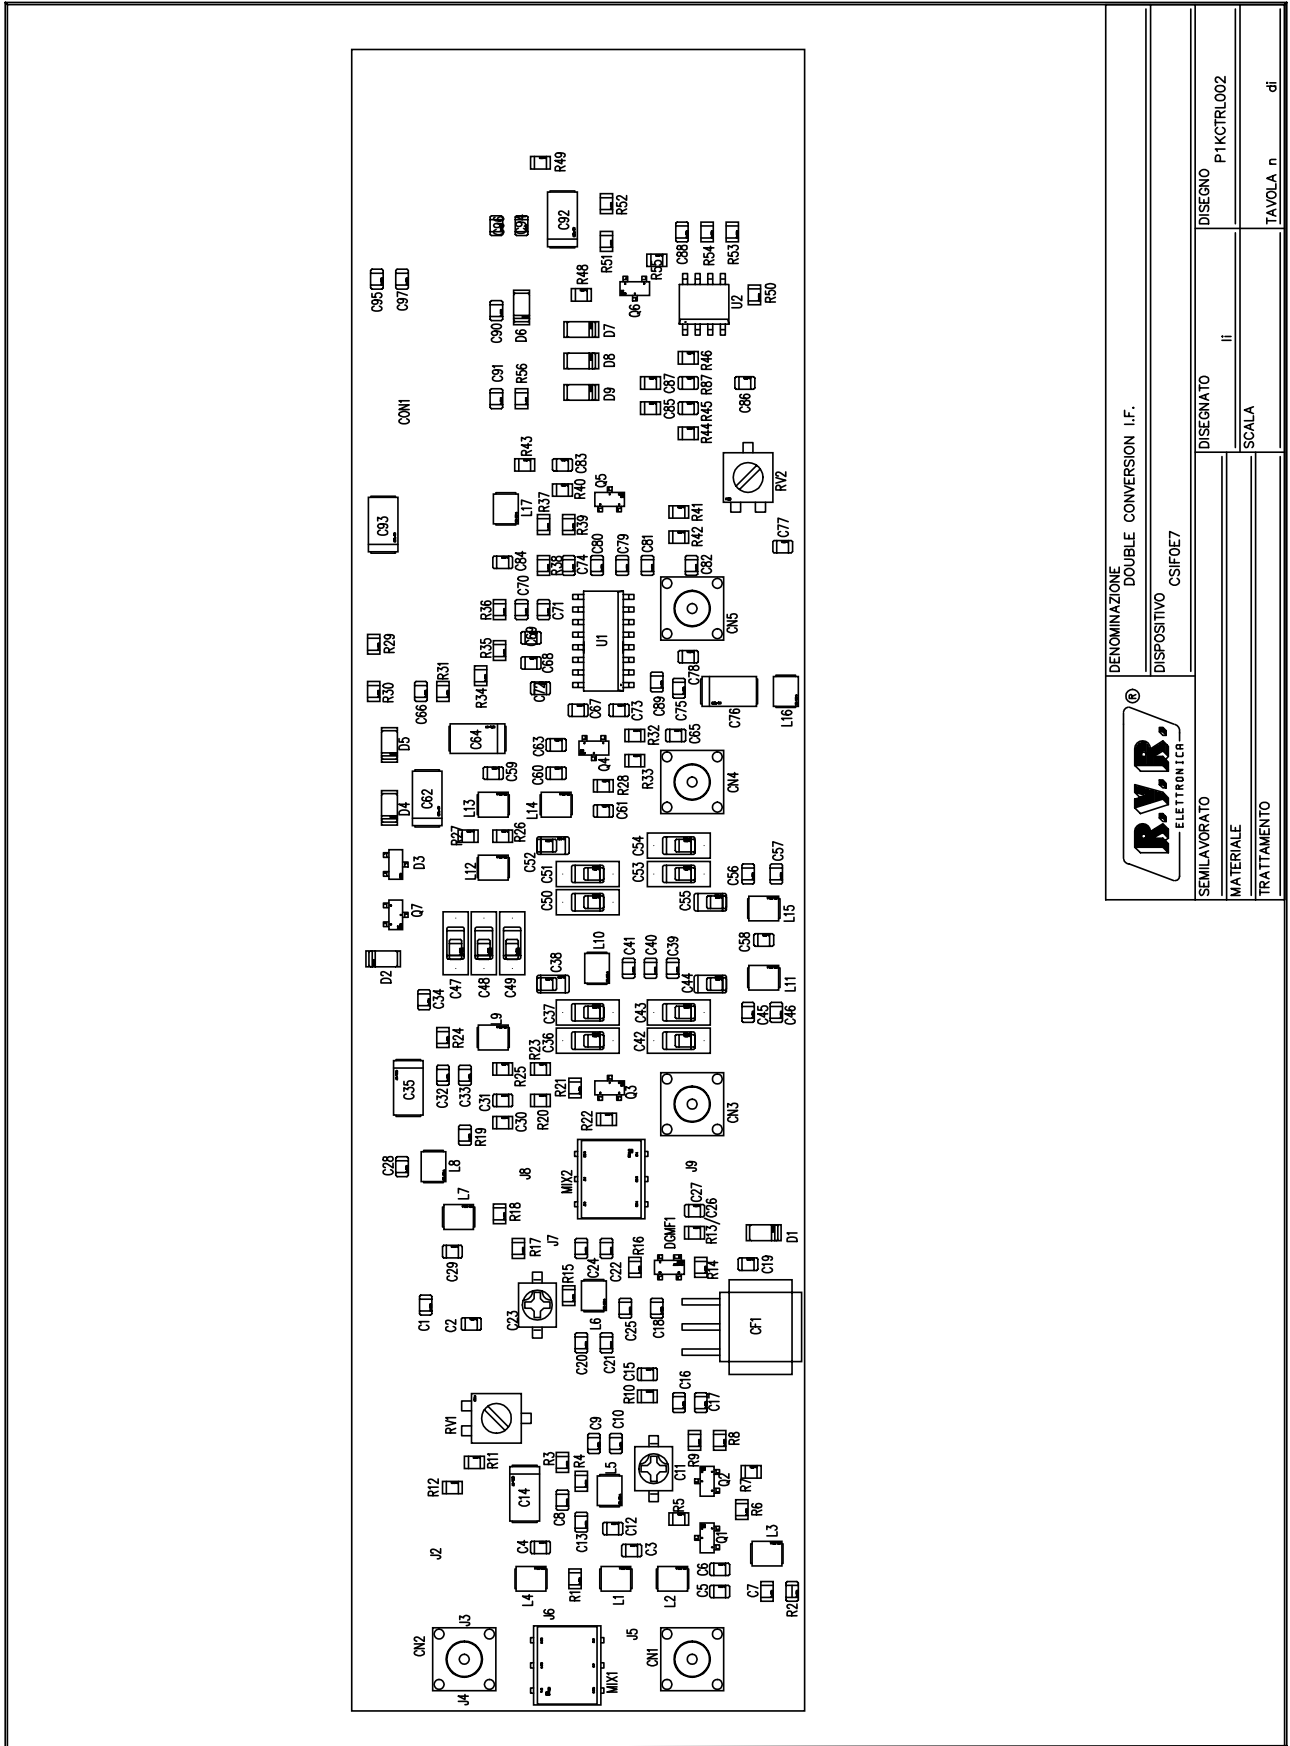 R49
C92
R52
C96
R51
C88
R54
R53
R55
R48
C95
C97
Q6
U2
R50
C90
D6
D7
D8
D9
R46
C91
R56
C87
R87
C85
R45
R44
C86
CON1
R43
C83
R40
Q5
RV2
L17
R37
R39
R41
R42
C77
C93
C84
R38
C74
C80
C79
C81
C82
R36
C70
C71
U1
CN5
R29
R35
C69
C68
C78
R30
C66
R31
R34
C72
C67
C73
C89
C75
C76
L16
D5
C64
C63
Q4
R32
C65
C59
C60
R33
R28
CN4
D4
C62
L13
L14
C61
R27
R26
C52
C54
D3
L12
C51
C53
C56
C57
C50
C55
L15
Q7
C58
D2
C47
C48
C49
C38
L10
C41
C40
C39
C44
L11
C34
C37
C43
C45
C46
R24
L9
C36
C42
C35
C32
C33
R25
R23
R21
Q3
CN3
C31
R20
C30
R22
R19
C28
L8
J8
MIX2
J9
L7
R18
C27
R13/C26
DGMF1
D1
R17
J7
C29
C24
C22
R16
R14
C19
R15
C1
C2
C23
L6
C25
C18
CF1
C20
C21
C15
R10
C16
C17
RV1
C9
C10
R9
R8
R11
R3
R4
L5
C11
R12
C14
Q2
R7
C8
R5
R6
C13
C12
Q1
L3
J2
C4
C3
C6
L4
R1
L1
L2
C5
C7
R2
CN2
J3
J6
J5
CN1
J4
MIX1
R.V.R.
ELETTRONICA
®
DENOMINAZIONE
DOUBLE CONVERSION I.F.
DISPOSITIVO
CSIFOE7
SEMILAVORATO
MATERIALE
TRATTAMENTO
DISEGNATO
li
SCALA
DISEGNO
P1KCTRL002
TAVOLA n di